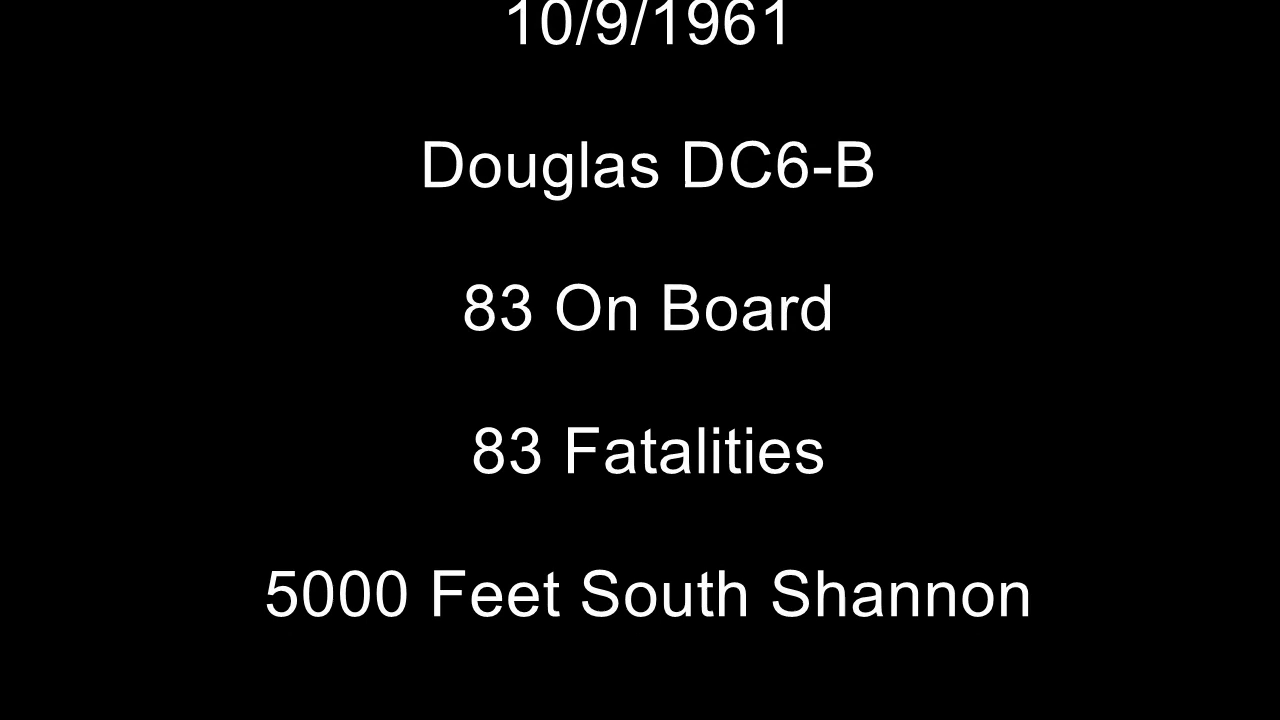 10/9/1961
Douglas DC6-B
83 On Board
83 Fatalities
5000 Feet South Shannon